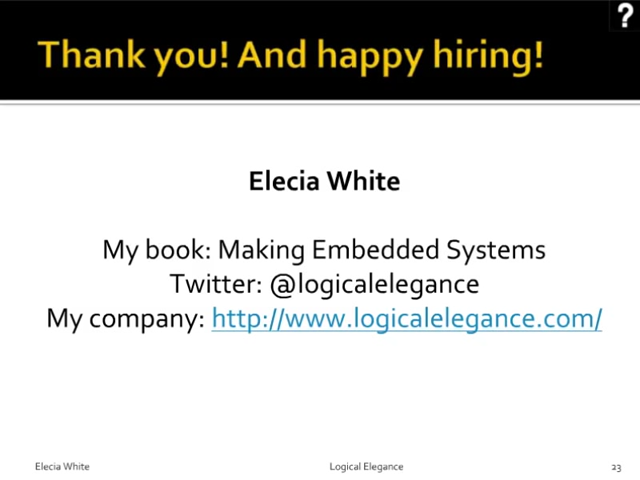 ?
Thank you! And happy hiring!
Elecia White
My book: Making Embedded Systems
Twitter: @logicalelegance
My company: http://www.logicalelegance.com/
Elecia White
Logical Elegance
23